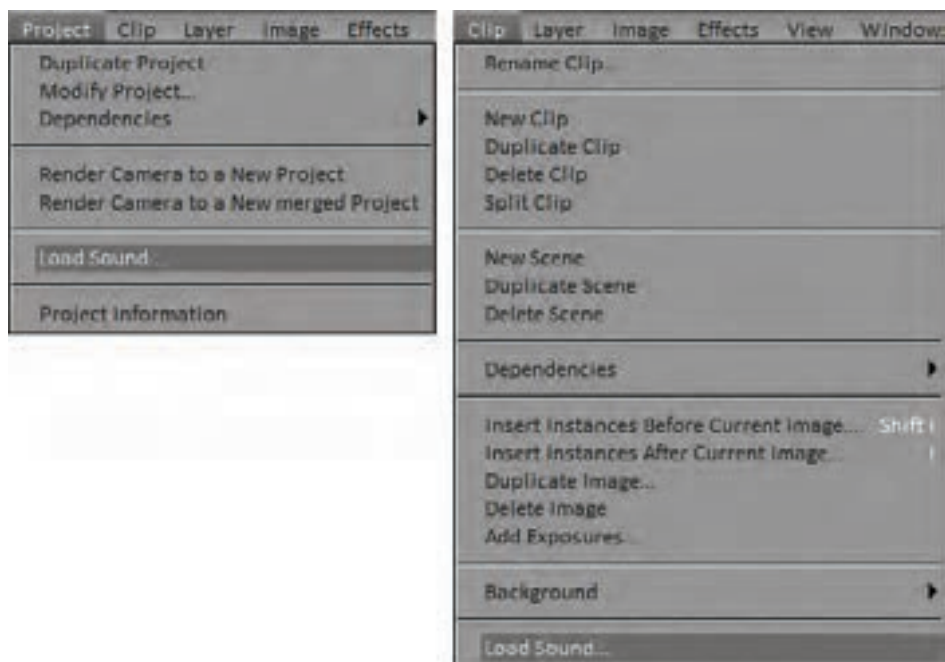 Project Clip Layer Image Effects
Duplicate Project
Modify Project...
Dependencies
Render Camera to a New Project
Render Camera to a New merged Project
Load Sound...
Project Information
Clip Layer Image Effects View Window
Rename Clip...
New Clip
Duplicate Clip
Delete Clip
Split Clip
New Scene
Duplicate Scene
Delete Scene
Dependencies
Insert Instances Before Current Image... Shift I
Insert Instances After Current Image... I
Duplicate Image...
Delete Image
Add Exposures...
Background
Load Sound...